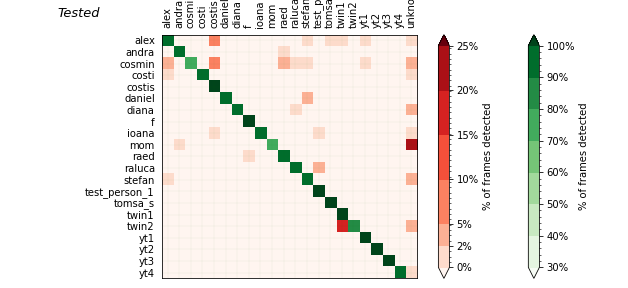 Tested
alex
andra
cosmi
costi
costis
daniel
diana
f
ioana
mom
raed
raluca
stefan
test_p
tomsa_
twin1
twin2
yt1
yt2
yt3
yt4
unkno
alex
andra
cosmin
costi
costis
daniel
diana
f
ioana
mom
raed
raluca
stefan
test_person_1
tomsa_s
twin1
twin2
yt1
yt2
yt3
yt4
25%
20%
15%
10%
5%
2%
0%
% of frames detected
100%
90%
80%
70%
60%
50%
40%
30%
% of frames detected